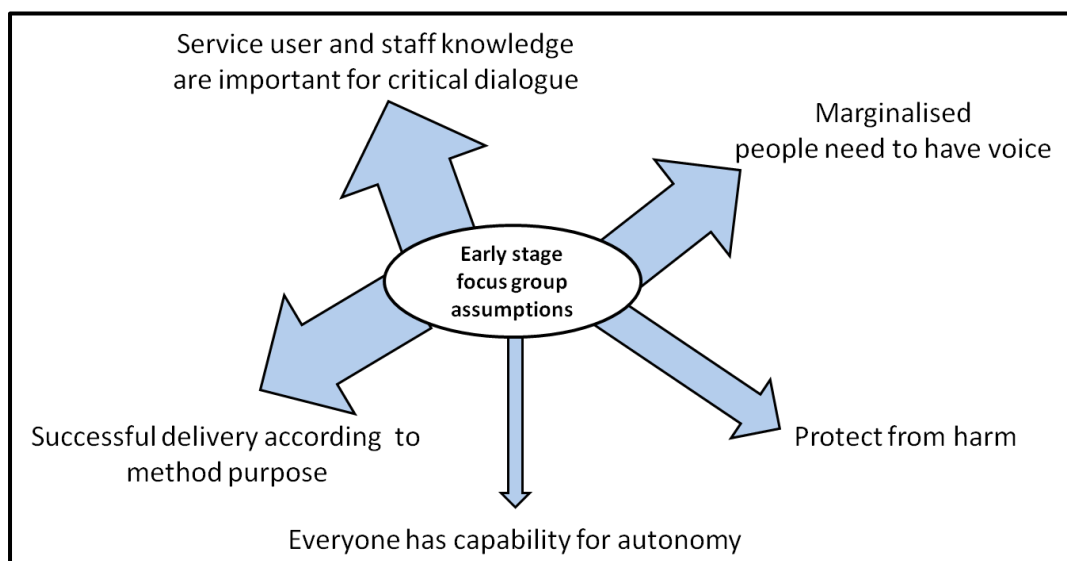 Service user and staff knowledge
are important for critical dialogue
Marginalised
people need to have voice
Early stage
focus group
assumptions
Successful delivery according to
method purpose
Protect from harm
Everyone has capability for autonomy